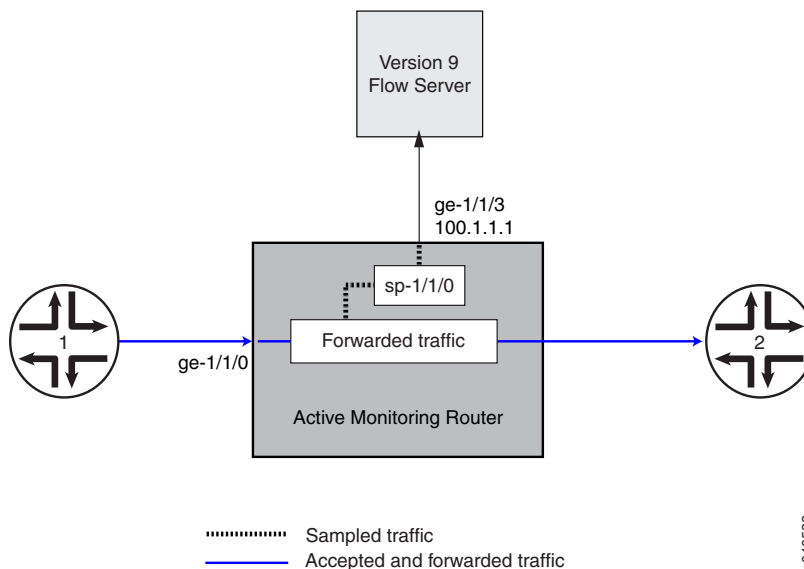 Version 9
Flow Server
ge-1/1/3
100.1.1.1
sp-1/1/0
1
Forwarded traffic
2
ge-1/1/0
Active Monitoring Router
Sampled traffic
Accepted and forwarded traffic